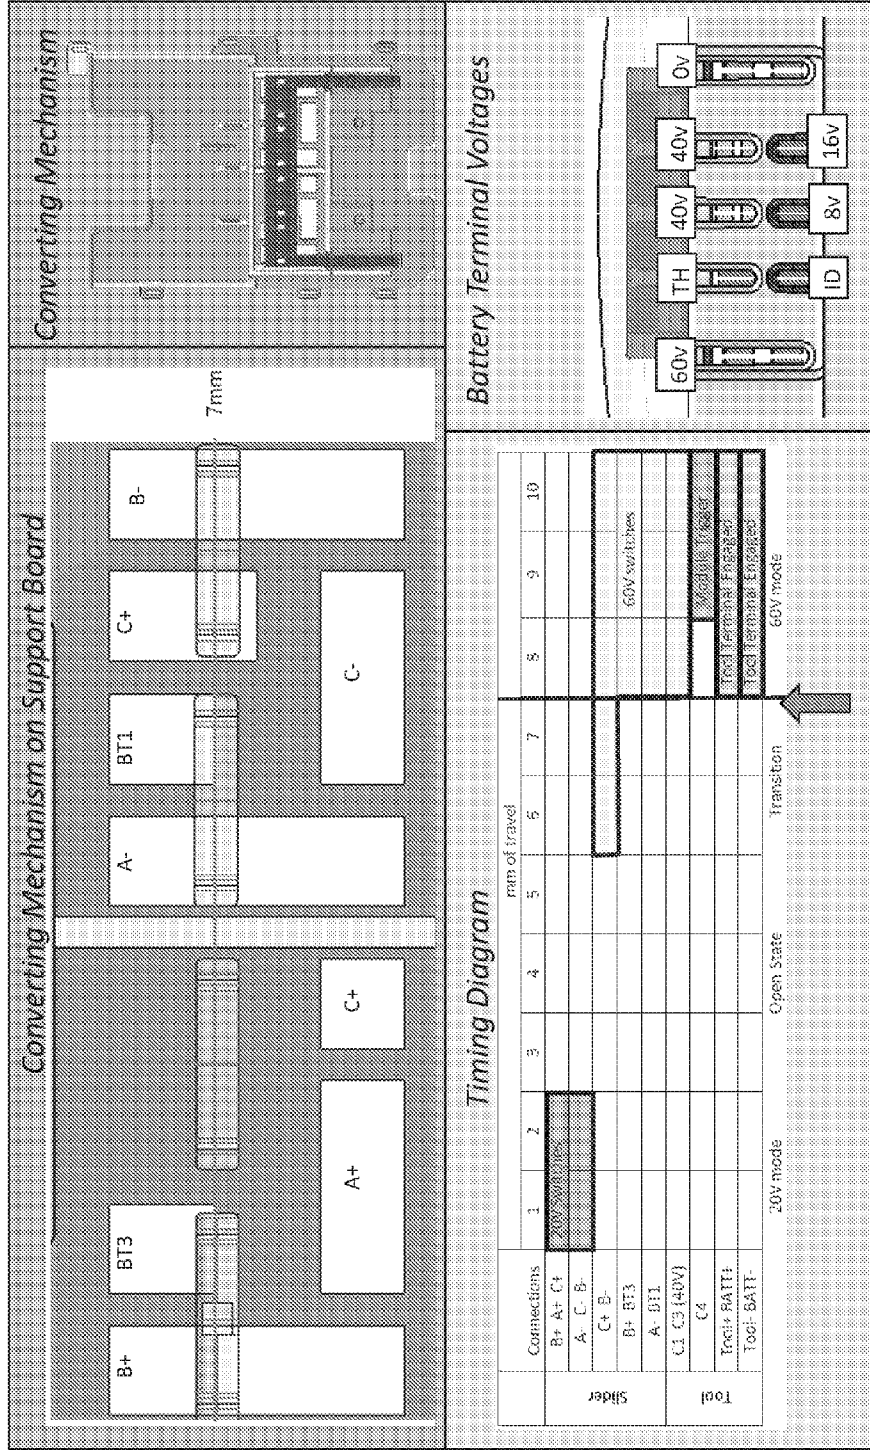 Converting Mechanism on Support Board
B+
BT3
A-
BT1
C+
B-
A+
C+
C-
7mm
Converting Mechanism
Timing Diagram
mm of travel
Connections
1
2
3
4
5
6
7
8
9
10
Slider
B+ A+ C+
20V Switches
A- C- B-
C+ B-
B+ BT3
60V switches
A- BT1
Tool
C1 C3 (40V)
C4
Module Trigger
Tool+ BATT+
Tool Terminal Engaged
Tool- BATT-
Tool Terminal Engaged
20V mode
Open State
Transition
60V mode
Battery Terminal Voltages
60v
TH
40v
40v
0v
ID
8v
16v